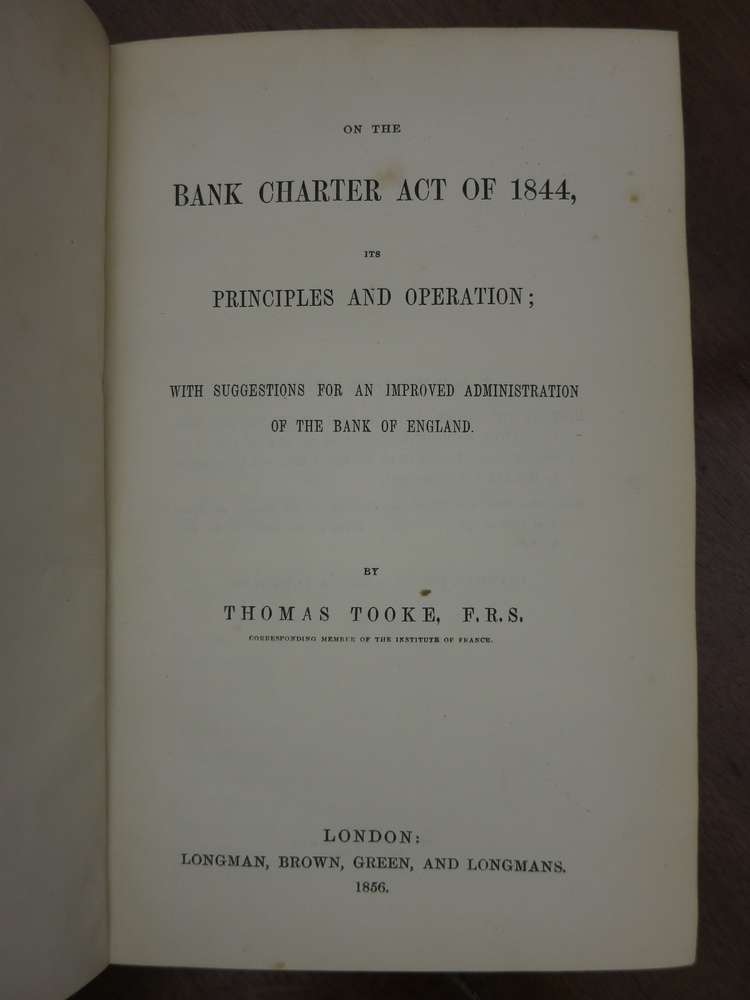 ON THE
BANK CHARTER ACT OF 1844,
ITS
PRINCIPLES AND OPERATION;
WITH SUGGESTIONS FOR AN IMPROVED ADMINISTRATION
OF THE BANK OF ENGLAND.
BY
THOMAS TOOKE, F.R.S.
CORRESPONDING MEMBER OF THE INSTITUTE OF FRANCE.
LONDON:
LONGMAN, BROWN, GREEN, AND LONGMANS.
1856.